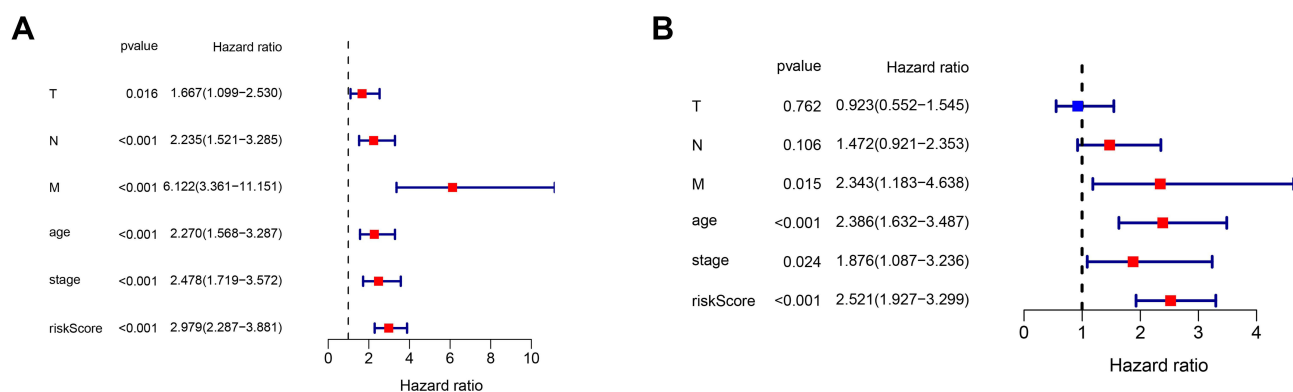 A
pvalue Hazard ratio
T 0.016 1.667(1.099−2.530)
N <0.001 2.235(1.521−3.285)
M <0.001 6.122(3.361−11.151)
age <0.001 2.270(1.568−3.287)
stage <0.001 2.478(1.719−3.572)
riskScore <0.001 2.979(2.287−3.881)
0 2 4 6 8 10
Hazard ratio
B
pvalue Hazard ratio
T 0.762 0.923(0.552−1.545)
N 0.106 1.472(0.921−2.353)
M 0.015 2.343(1.183−4.638)
age <0.001 2.386(1.632−3.487)
stage 0.024 1.876(1.087−3.236)
riskScore <0.001 2.521(1.927−3.299)
0 1 2 3 4
Hazard ratio